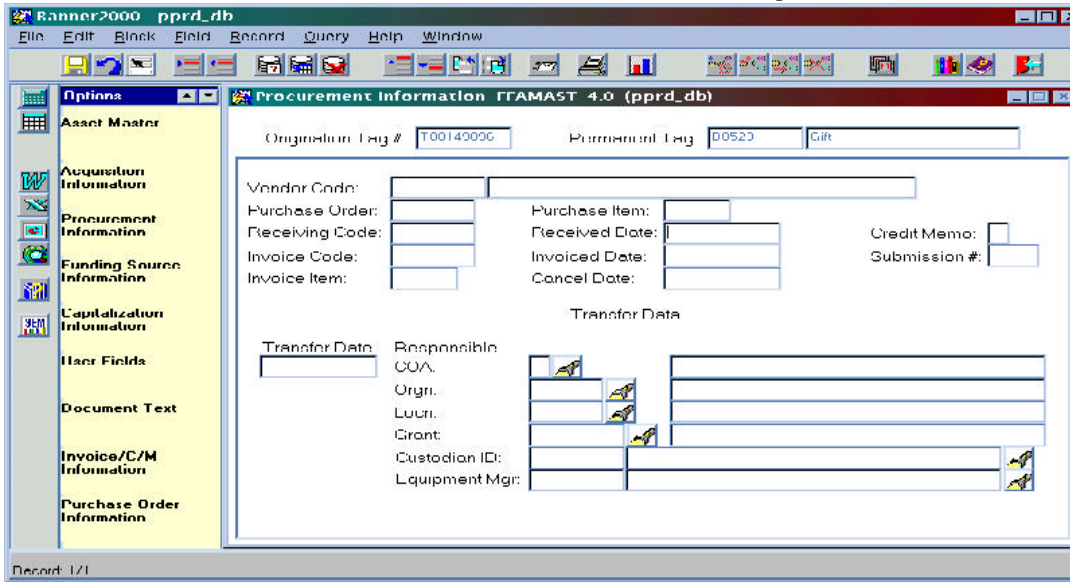 Banner2000 pprd_db
File Edit Block Field Record Query Help Window
Options
Asset Master
Acquisition
Information
Procurement
Information
Funding Source
Information
Capitalization
Information
User Fields
Document Text
Invoice/C/M
Information
Purchase Order
Information
Procurement Information FFAMAST 4.0 (pprd_db)
Origination Tag # Permanent Tag Gift
Vendor Code:
Purchase Order: Purchase Item:
Receiving Code: Received Date: Credit Memo:
Invoice Code: Invoiced Date: Submission #:
Invoice Item: Cancel Date:
Transfer Data
Transfer Date Responsible
COA:
Orgn:
Locn:
Grant:
Custodian ID:
Equipment Mgr:
Record: 1/1